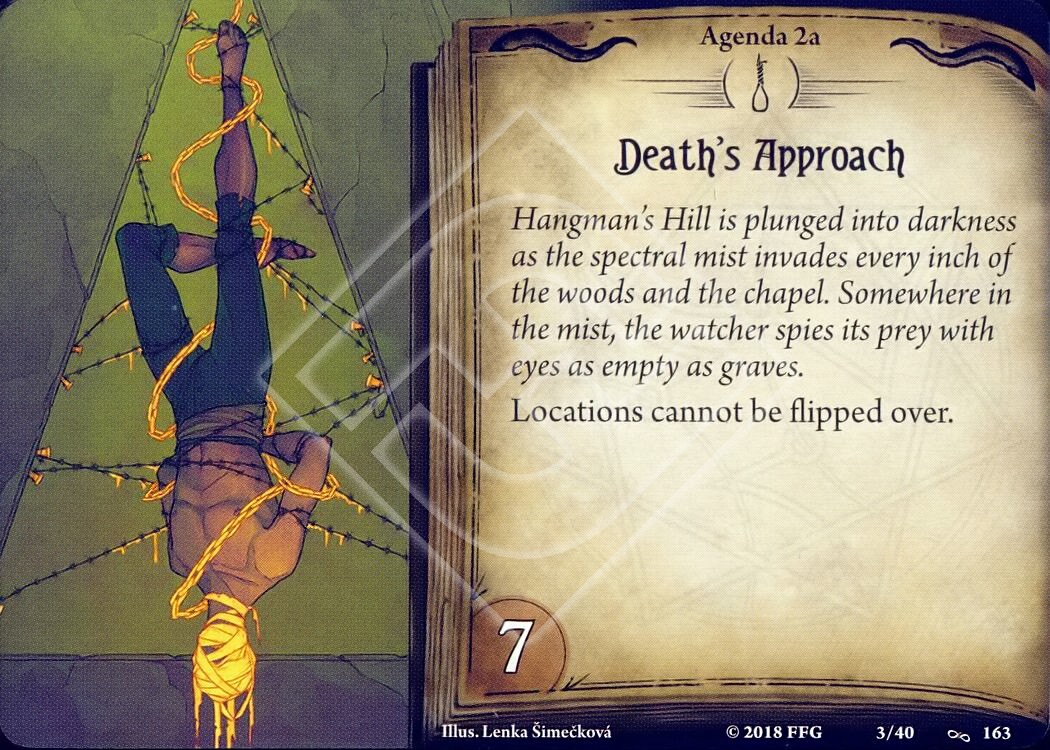 Agenda 2a
Death's Approach
Hangman's Hill is plunged into darkness
as the spectral mist invades every inch of
the woods and the chapel. Somewhere in
the mist, the watcher spies its prey with
eyes as empty as graves.
Locations cannot be flipped over.
7
Illus. Lenka Šimečková © 2018 FFG 3/40 163